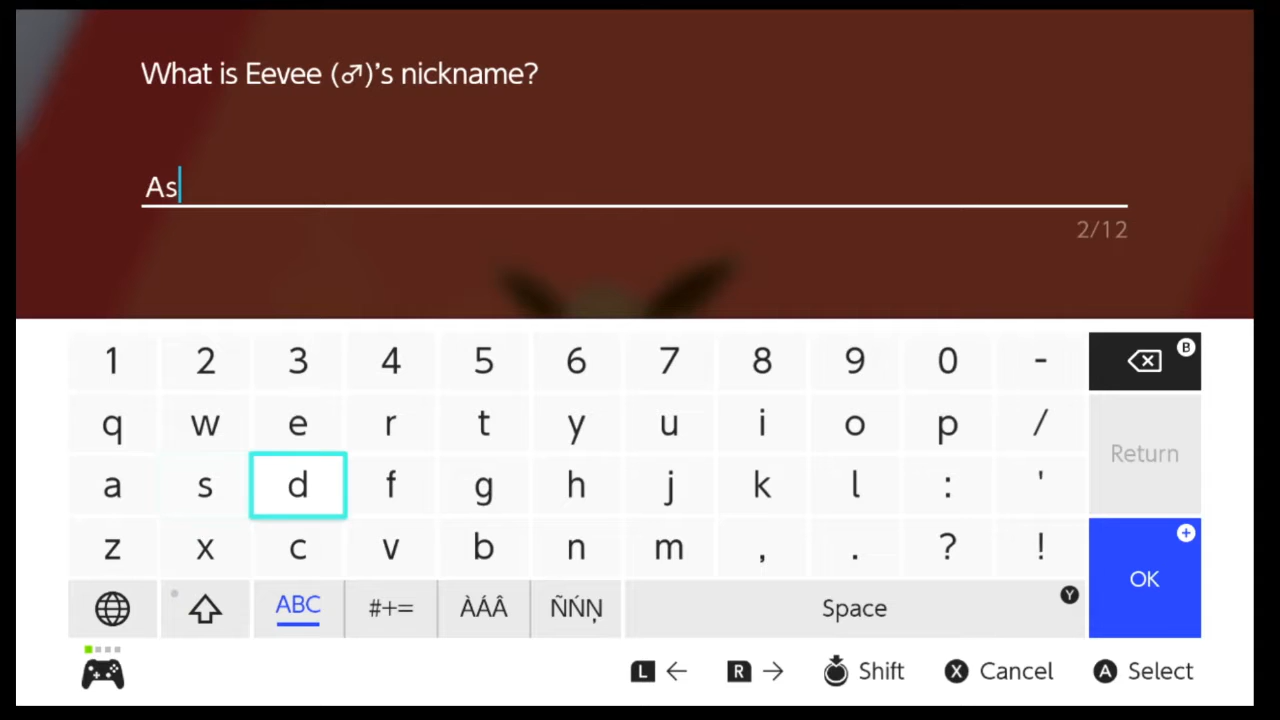 What is Eevee (♂)'s nickname?
As
2/12
1 2 3 4 5 6 7 8 9 0 - B
q w e r t y u i o p /
Return
a s d f g h j k l : '
z x c v b n m , . ? ! +
OK
ABC #+= ÀÁÂ ÑŃŅ Space Y
L ← R → Shift X Cancel A Select